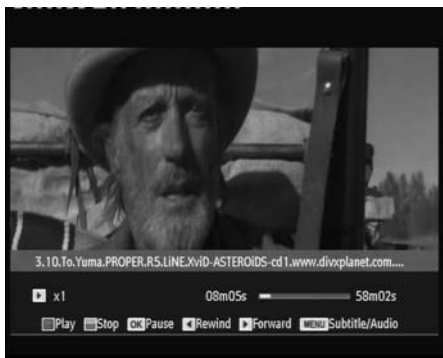 3.10.To.Yuma.PROPER.R5.LiNE.XviD-ASTEROiDS-cd1.www.divxplanet.com....
x1 08m05s 58m02s
Play Stop OK Pause Rewind Forward MENU Subtitle/Audio